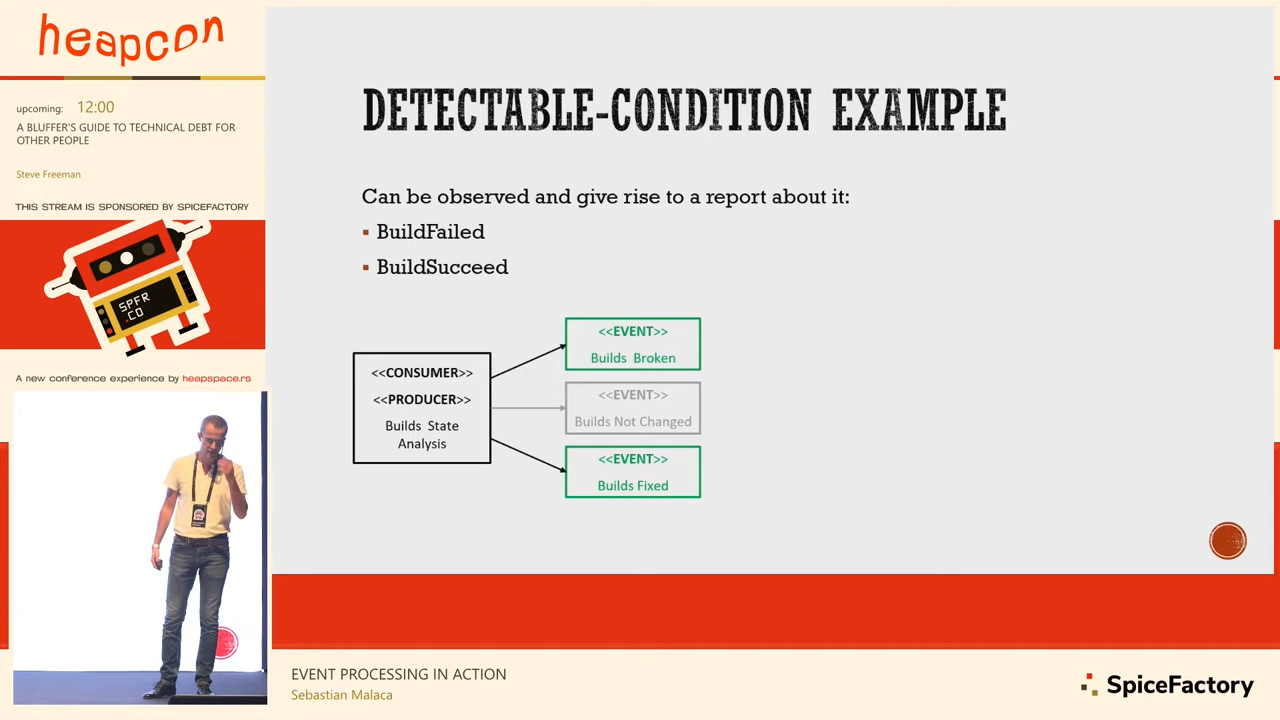 heapcon
upcoming: 12:00
A BLUFFER'S GUIDE TO TECHNICAL DEBT FOR
OTHER PEOPLE
Steve Freeman
THIS STREAM IS SPONSORED BY SPICEFACTORY
SPFR
.CO
A new conference experience by heapspace.rs
DETECTABLE-CONDITION EXAMPLE
Can be observed and give rise to a report about it:
▪ BuildFailed
▪ BuildSucceed
<<CONSUMER>>
<<PRODUCER>>
Builds State
Analysis
<<EVENT>>
Builds Broken
<<EVENT>>
Builds Not Changed
<<EVENT>>
Builds Fixed
EVENT PROCESSING IN ACTION
Sebastian Malaca
SpiceFactory